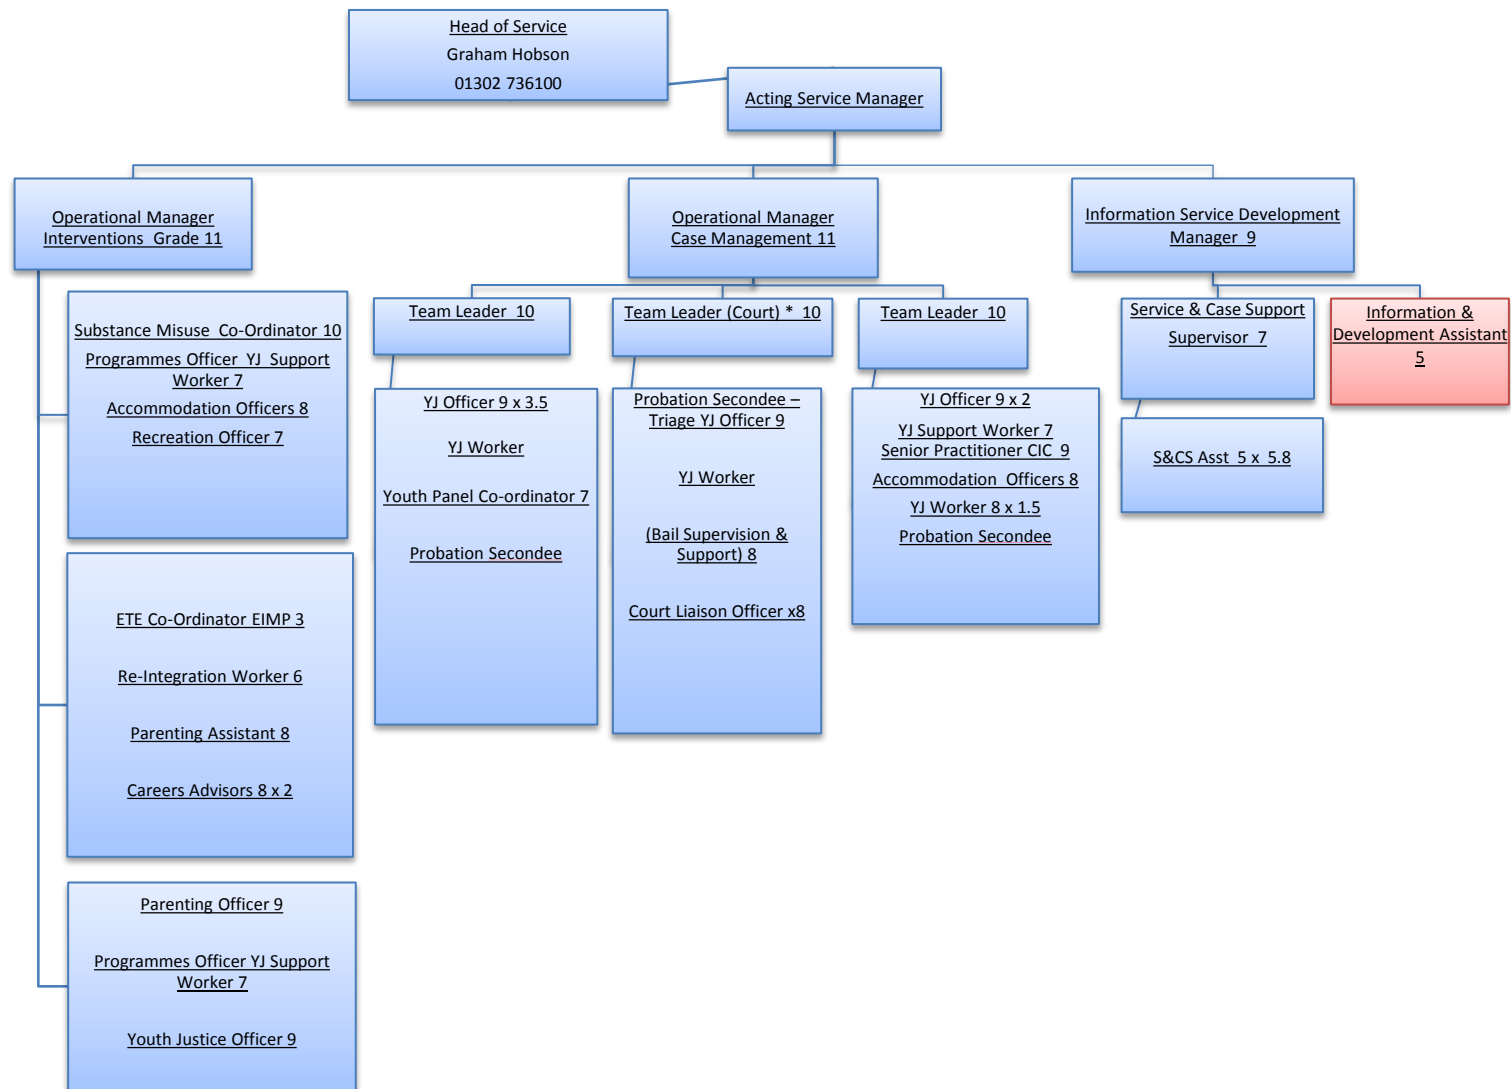 Head of Service
Graham Hobson
01302 736100
Acting Service Manager
Operational Manager
Interventions Grade 11
Operational Manager
Case Management 11
Information Service Development
Manager 9
Substance Misuse Co-Ordinator 10
Programmes Officer YJ Support
Worker 7
Accommodation Officers 8
Recreation Officer 7
ETE Co-Ordinator EIMP 3
Re-Integration Worker 6
Parenting Assistant 8
Careers Advisors 8 x 2
Parenting Officer 9
Programmes Officer YJ Support
Worker 7
Youth Justice Officer 9
Team Leader 10
YJ Officer 9 x 3.5
YJ Worker
Youth Panel Co-ordinator 7
Probation Secondee
Team Leader (Court) * 10
Probation Secondee –
Triage YJ Officer 9
YJ Worker
(Bail Supervision &
Support) 8
Court Liaison Officer x8
Team Leader 10
YJ Officer 9 x 2
YJ Support Worker 7
Senior Practitioner CIC 9
Accommodation Officers 8
YJ Worker 8 x 1.5
Probation Secondee
Service & Case Support
Supervisor 7
S&CS Asst 5 x 5.8
Information &
Development Assistant
5